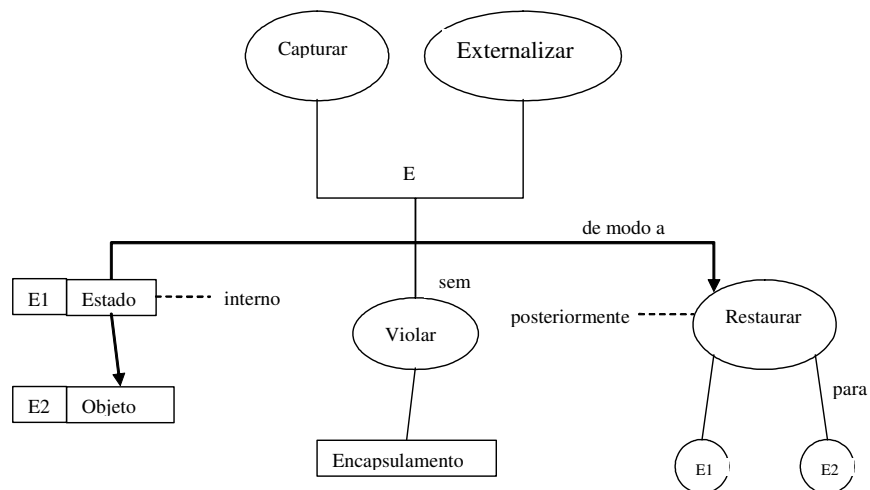 Capturar
Externalizar
E
de modo a
E1
Estado
interno
sem
Violar
posteriormente
Restaurar
E2
Objeto
para
Encapsulamento
E1
E2